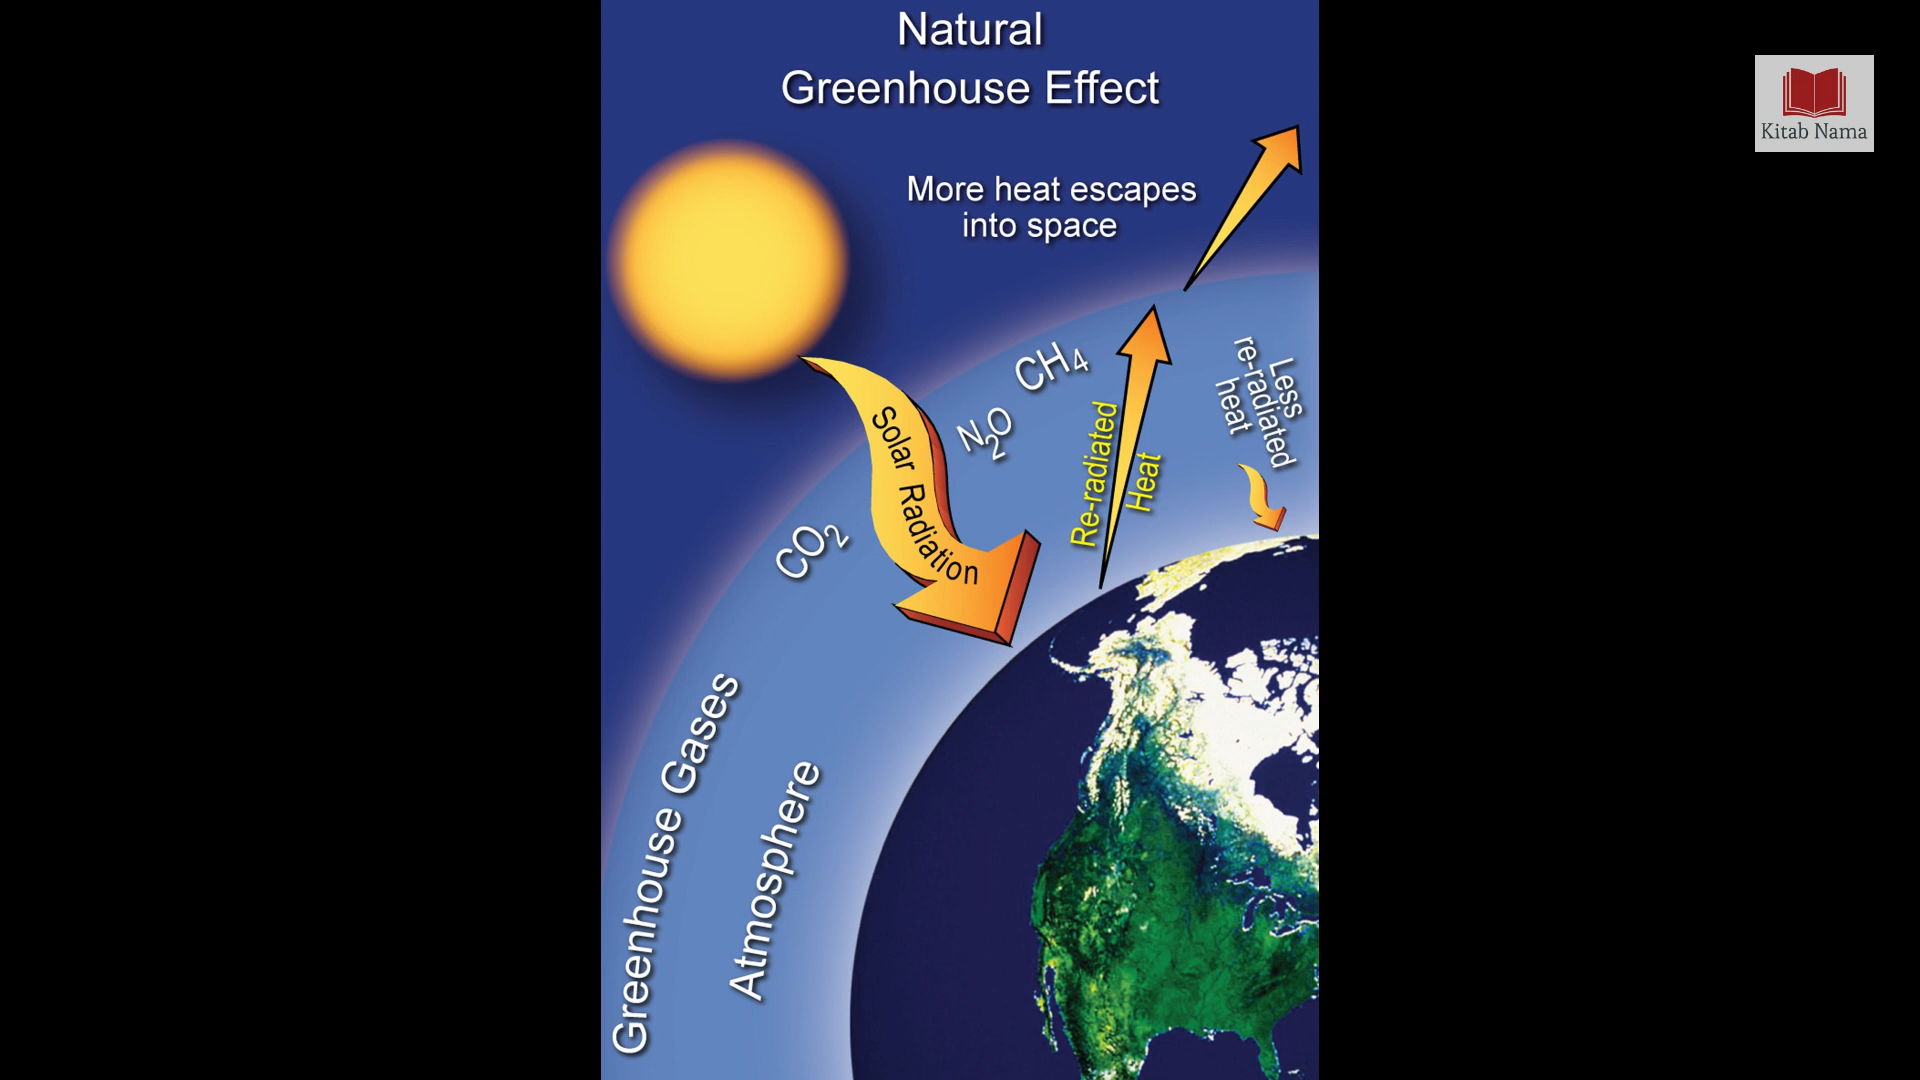 Natural
Greenhouse Effect
More heat escapes
into space
Kitab Nama
CH4
N2O
CO2
Solar Radiation
Re-radiated
Heat
Less
re-radiated
heat
Greenhouse Gases
Atmosphere